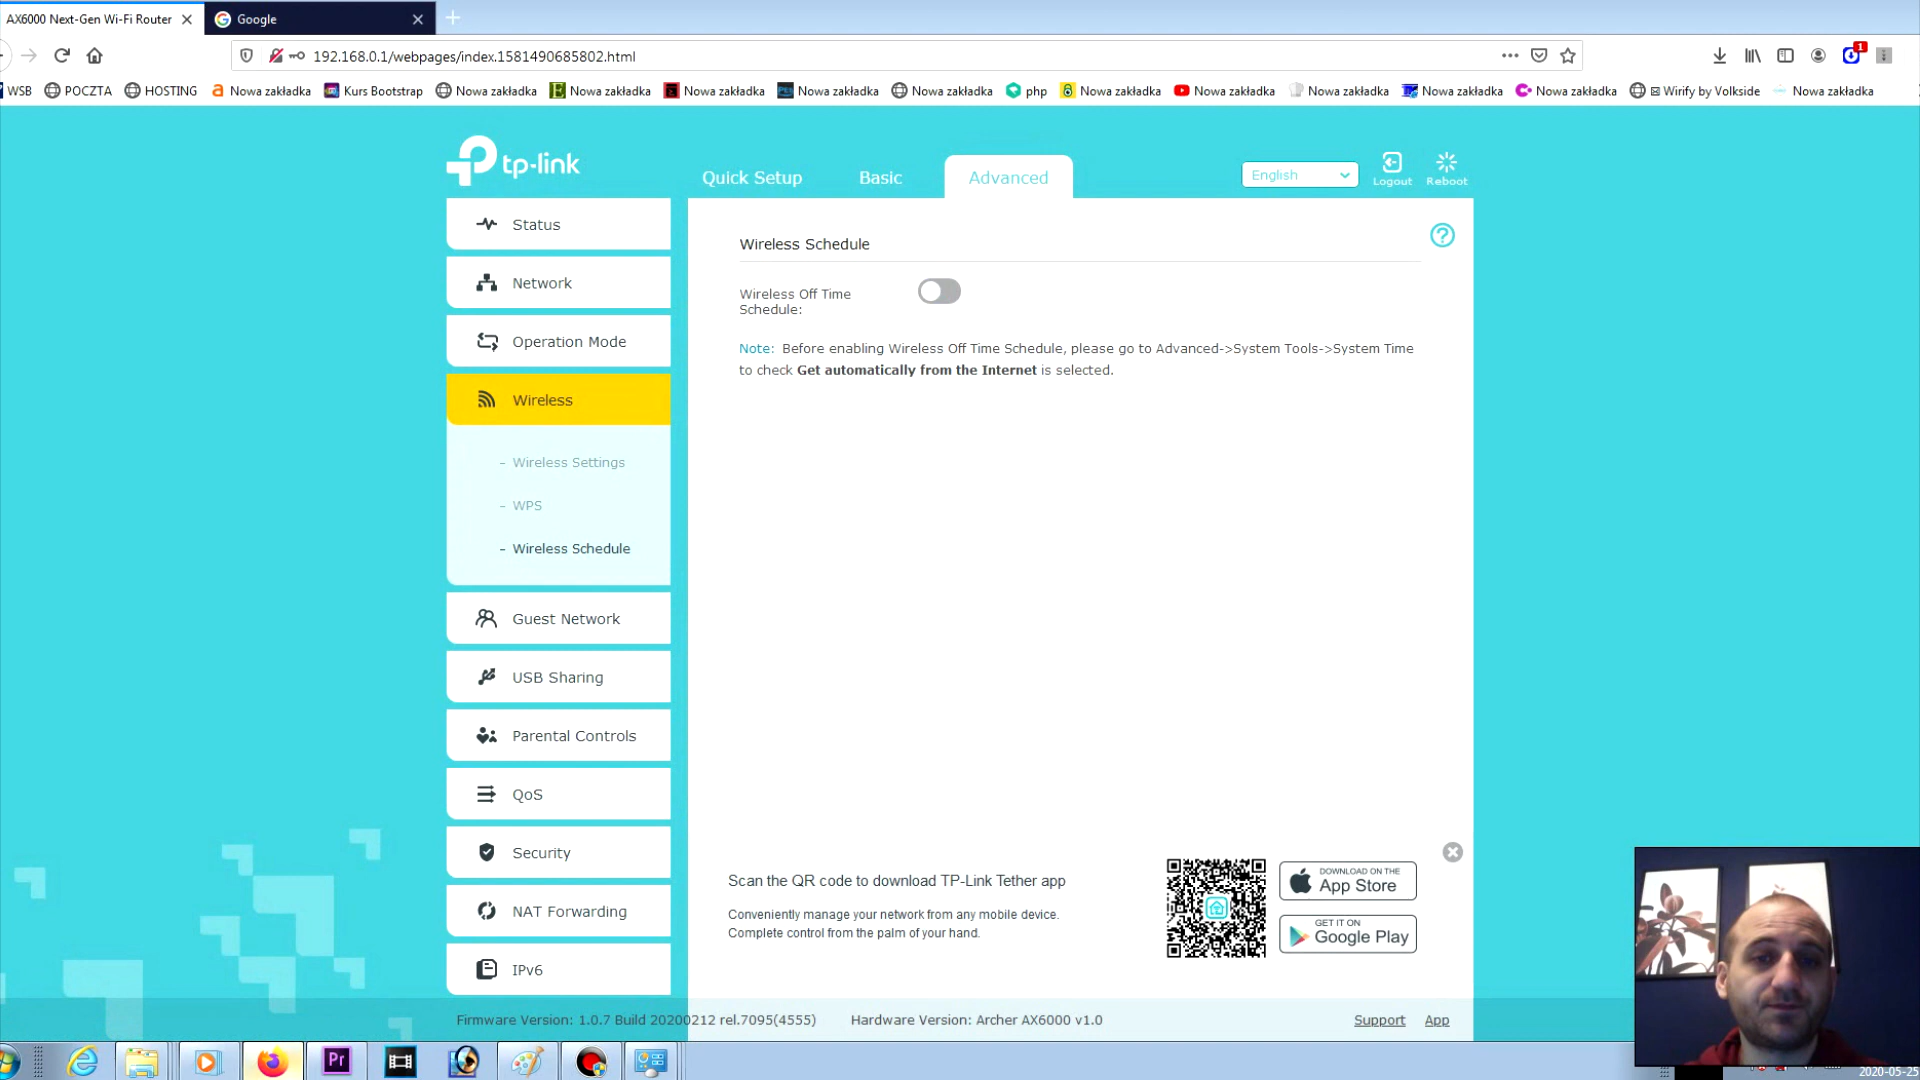 AX6000 Next-Gen Wi-Fi Router
Google
192.168.0.1/webpages/index.1581490685802.html
1
WSB POCZTA HOSTING Nowa zakładka Kurs Bootstrap Nowa zakładka Nowa zakładka Nowa zakładka Nowa zakładka Nowa zakładka php Nowa zakładka Nowa zakładka Nowa zakładka Nowa zakładka Nowa zakładka Wirify by Volkside Nowa zakładka
tp-link
Quick Setup
Basic
Advanced
English
Logout
Reboot
Status
Network
Operation Mode
Wireless
- Wireless Settings
- WPS
- Wireless Schedule
Guest Network
USB Sharing
Parental Controls
QoS
Security
NAT Forwarding
IPv6
Wireless Schedule
Wireless Off Time
Schedule:
Note: Before enabling Wireless Off Time Schedule, please go to Advanced->System Tools->System Time
to check Get automatically from the Internet is selected.
Scan the QR code to download TP-Link Tether app
Conveniently manage your network from any mobile device.
Complete control from the palm of your hand.
DOWNLOAD ON THE
App Store
GET IT ON
Google Play
Firmware Version: 1.0.7 Build 20200212 rel.7095(4555)
Hardware Version: Archer AX6000 v1.0
Support
App
Pr
2020-05-25